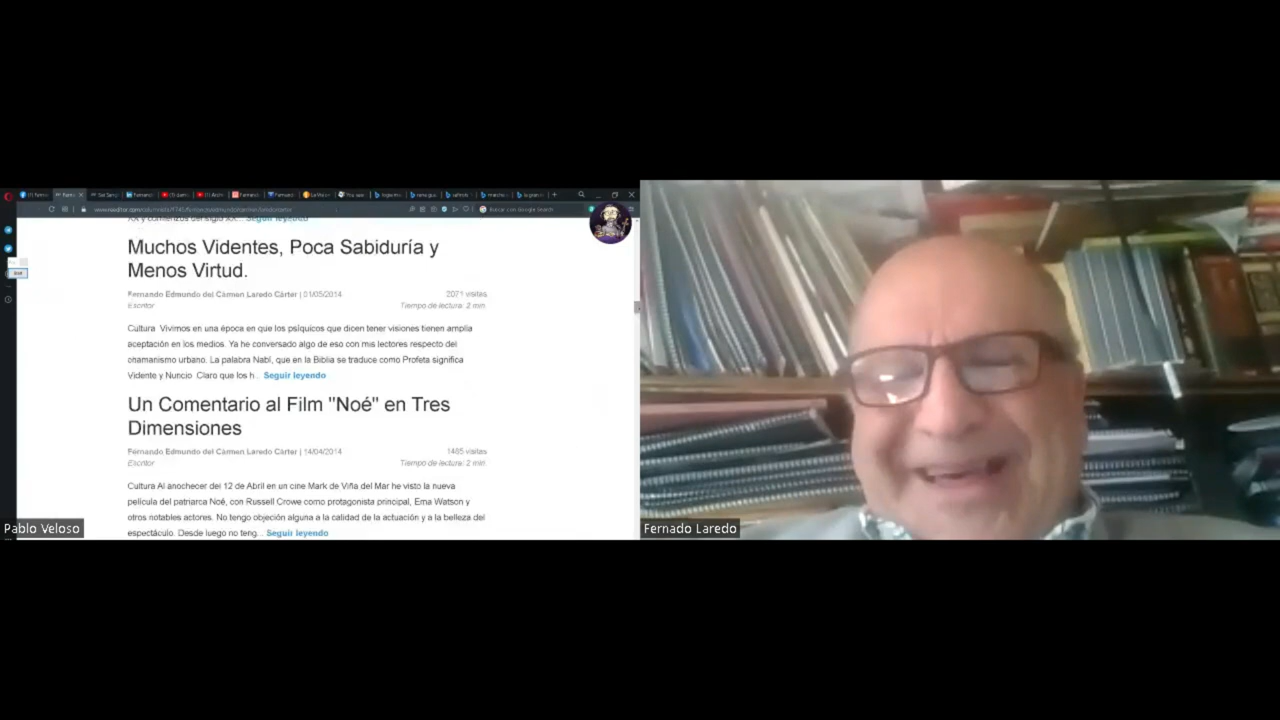 Seguir leyendo
Muchos Videntes, Poca Sabiduría y
Menos Virtud.
Fernando Edmundo del Carmen Laredo Cárter | 01/05/2014 2071 visitas
Escritor Tiempo de lectura: 2 min.
Cultura Vivimos en una época en que los psíquicos que dicen tener visiones tienen amplia
aceptación en los medios. Ya he conversado algo de eso con mis lectores respecto del
chamanismo urbano. La palabra Nabí, que en la Biblia se traduce como Profeta significa
Vidente y Nuncio .Claro que los h... Seguir leyendo
Un Comentario al Film "Noé" en Tres
Dimensiones
Fernando Edmundo del Carmen Laredo Cárter | 14/04/2014 1485 visitas
Escritor Tiempo de lectura: 2 min.
Cultura Al anochecer del 12 de Abril en un cine Mark de Viña del Mar he visto la nueva
película del patriarca Noé, con Russell Crowe como protagonista principal, Ema Watson y
otros notables actores. No tengo objeción alguna a la calidad de la actuación y a la belleza del
espectáculo. Desde luego no teng... Seguir leyendo
Pablo Veloso
Fernado Laredo